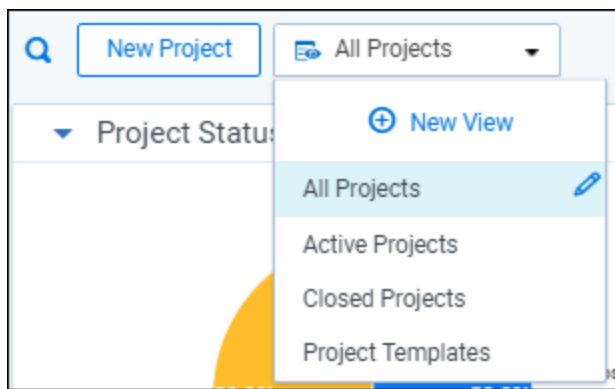 New Project
All Projects
New View
Project Status
All Projects
Active Projects
Closed Projects
Project Templates